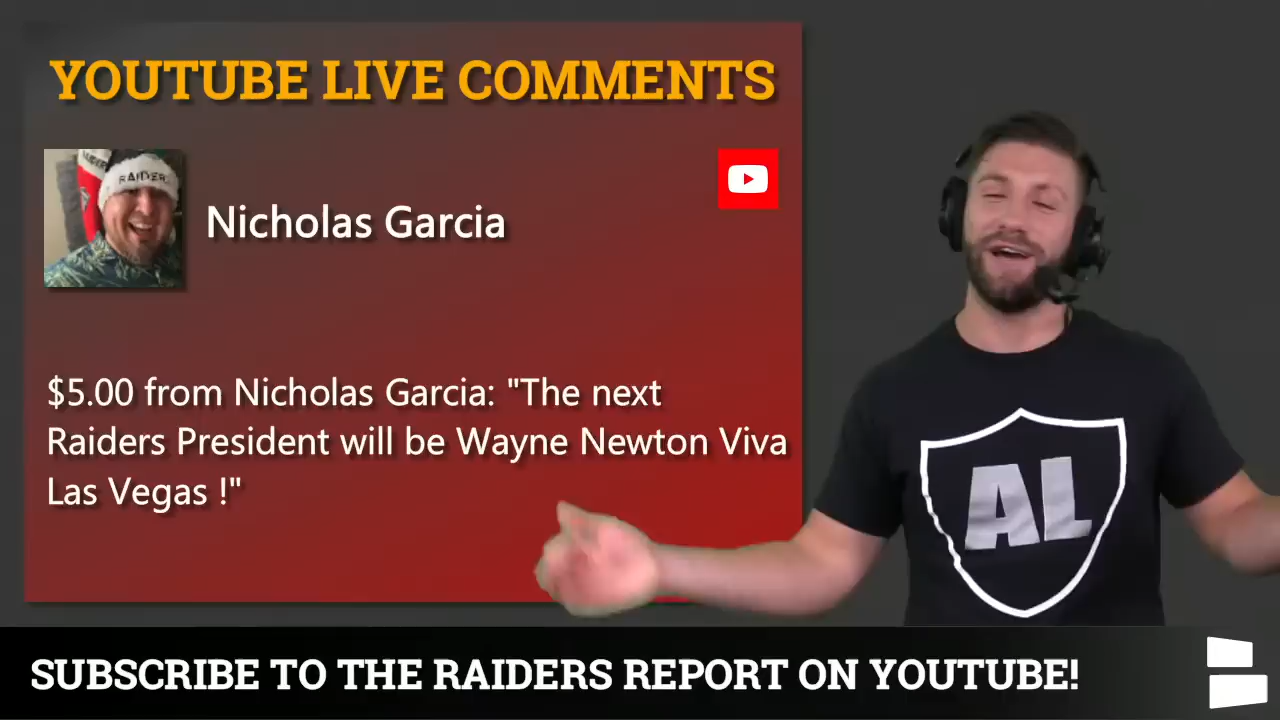 YOUTUBE LIVE COMMENTS
RAIDERS
Nicholas Garcia
$5.00 from Nicholas Garcia: "The next
Raiders President will be Wayne Newton Viva
Las Vegas !"
AL
SUBSCRIBE TO THE RAIDERS REPORT ON YOUTUBE!